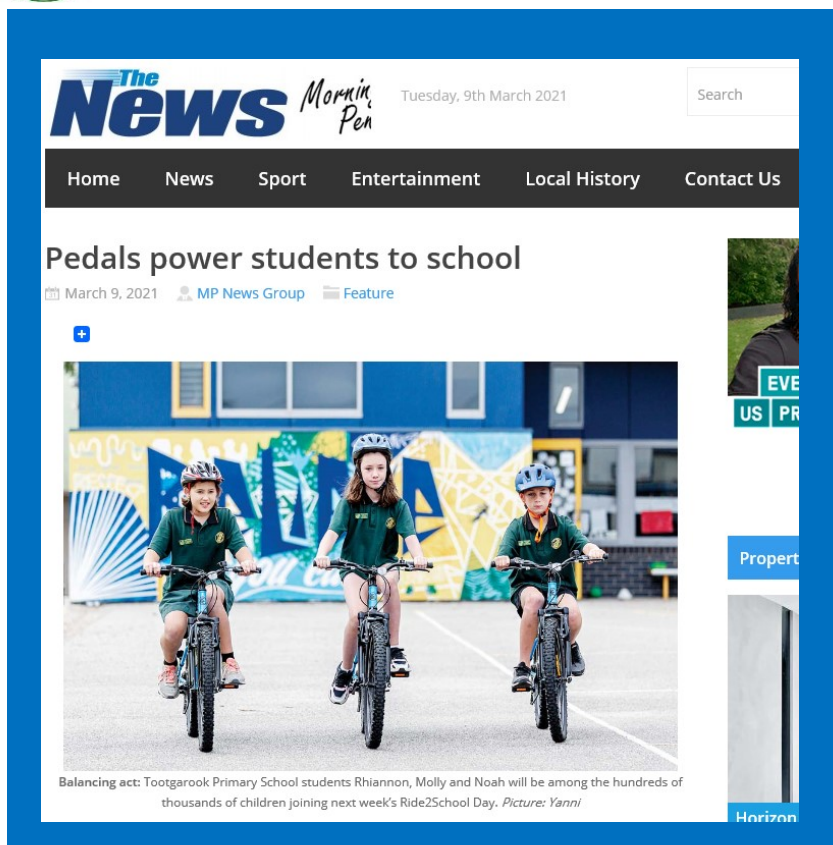 The
News Mornin
Pen
Tuesday, 9th March 2021
Search
Home News Sport Entertainment Local History Contact Us
Pedals power students to school
March 9, 2021 MP News Group Feature
EVE
US PR
Propert
Balancing act: Tootgarook Primary School students Rhiannon, Molly and Noah will be among the hundreds of
thousands of children joining next week's Ride2School Day. Picture: Yanni
Horizon